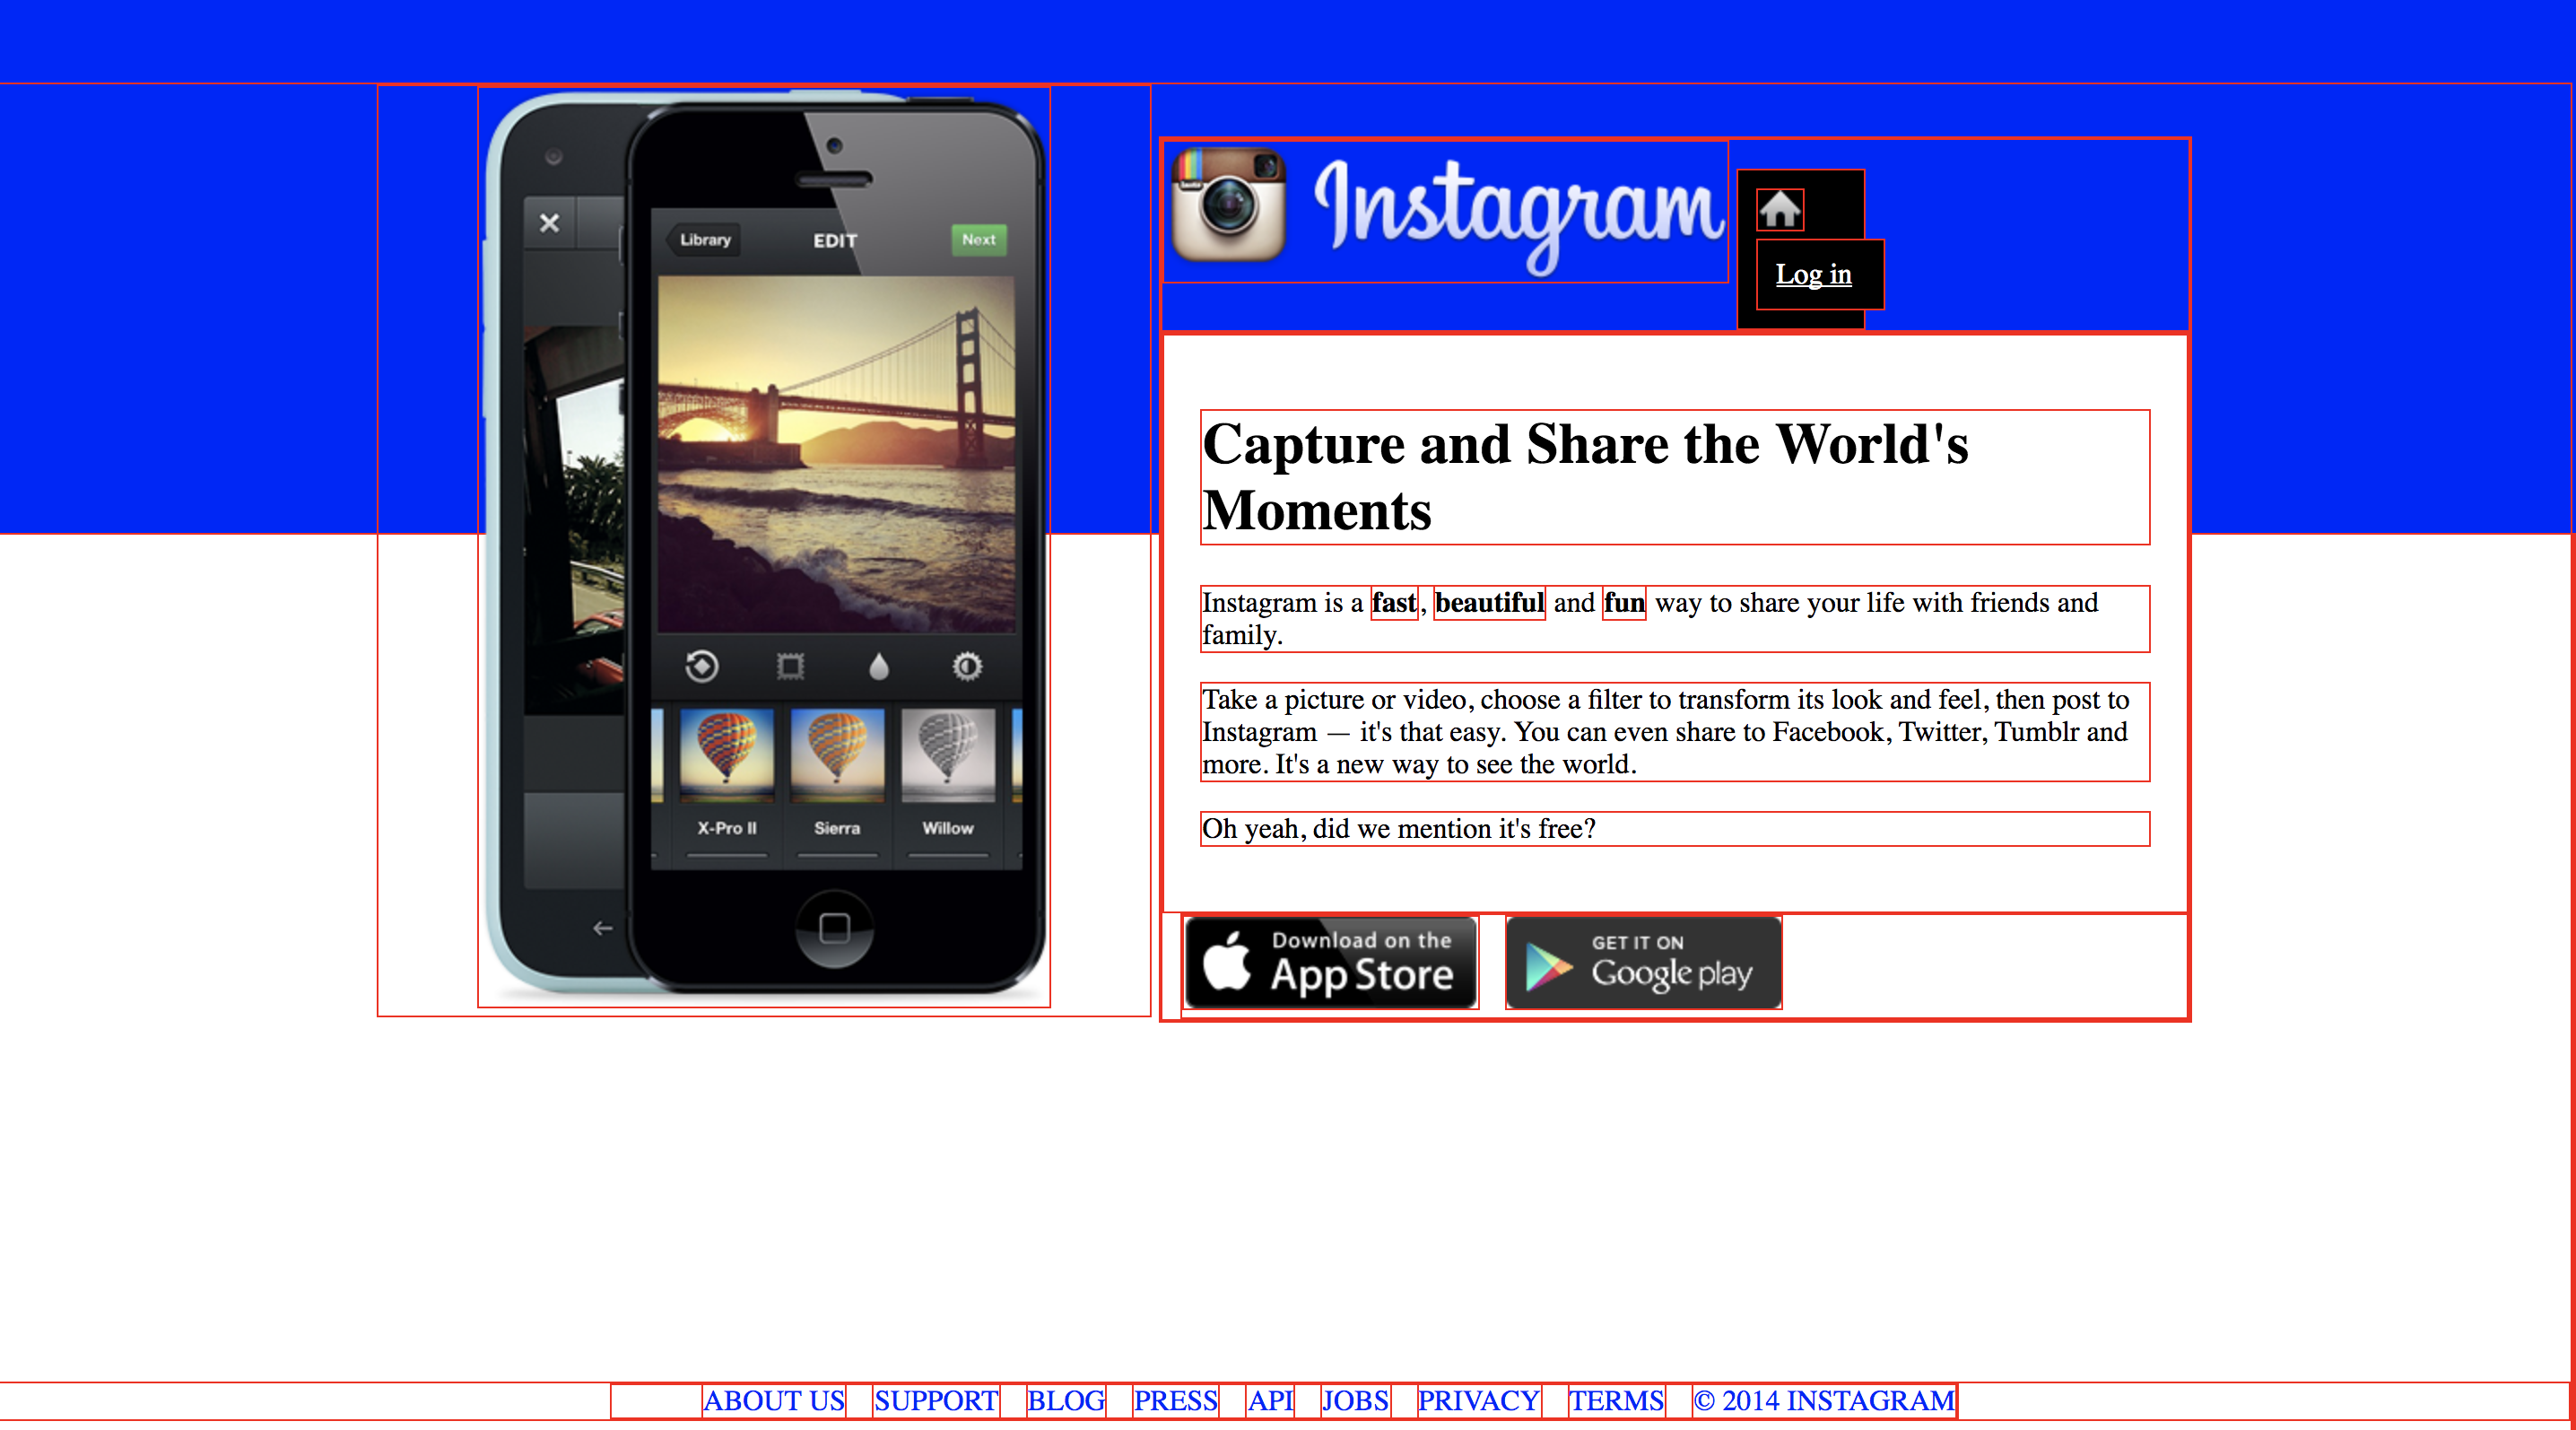 Library
EDIT
Next
X-Pro II
Sierra
Willow
Instagram
Log in
Capture and Share the World's
Moments
Instagram is a fast, beautiful and fun way to share your life with friends and
family.
Take a picture or video, choose a filter to transform its look and feel, then post to
Instagram — it's that easy. You can even share to Facebook, Twitter, Tumblr and
more. It's a new way to see the world.
Oh yeah, did we mention it's free?
Download on the
App Store
GET IT ON
Google play
ABOUT US SUPPORT BLOG PRESS API JOBS PRIVACY TERMS © 2014 INSTAGRAM